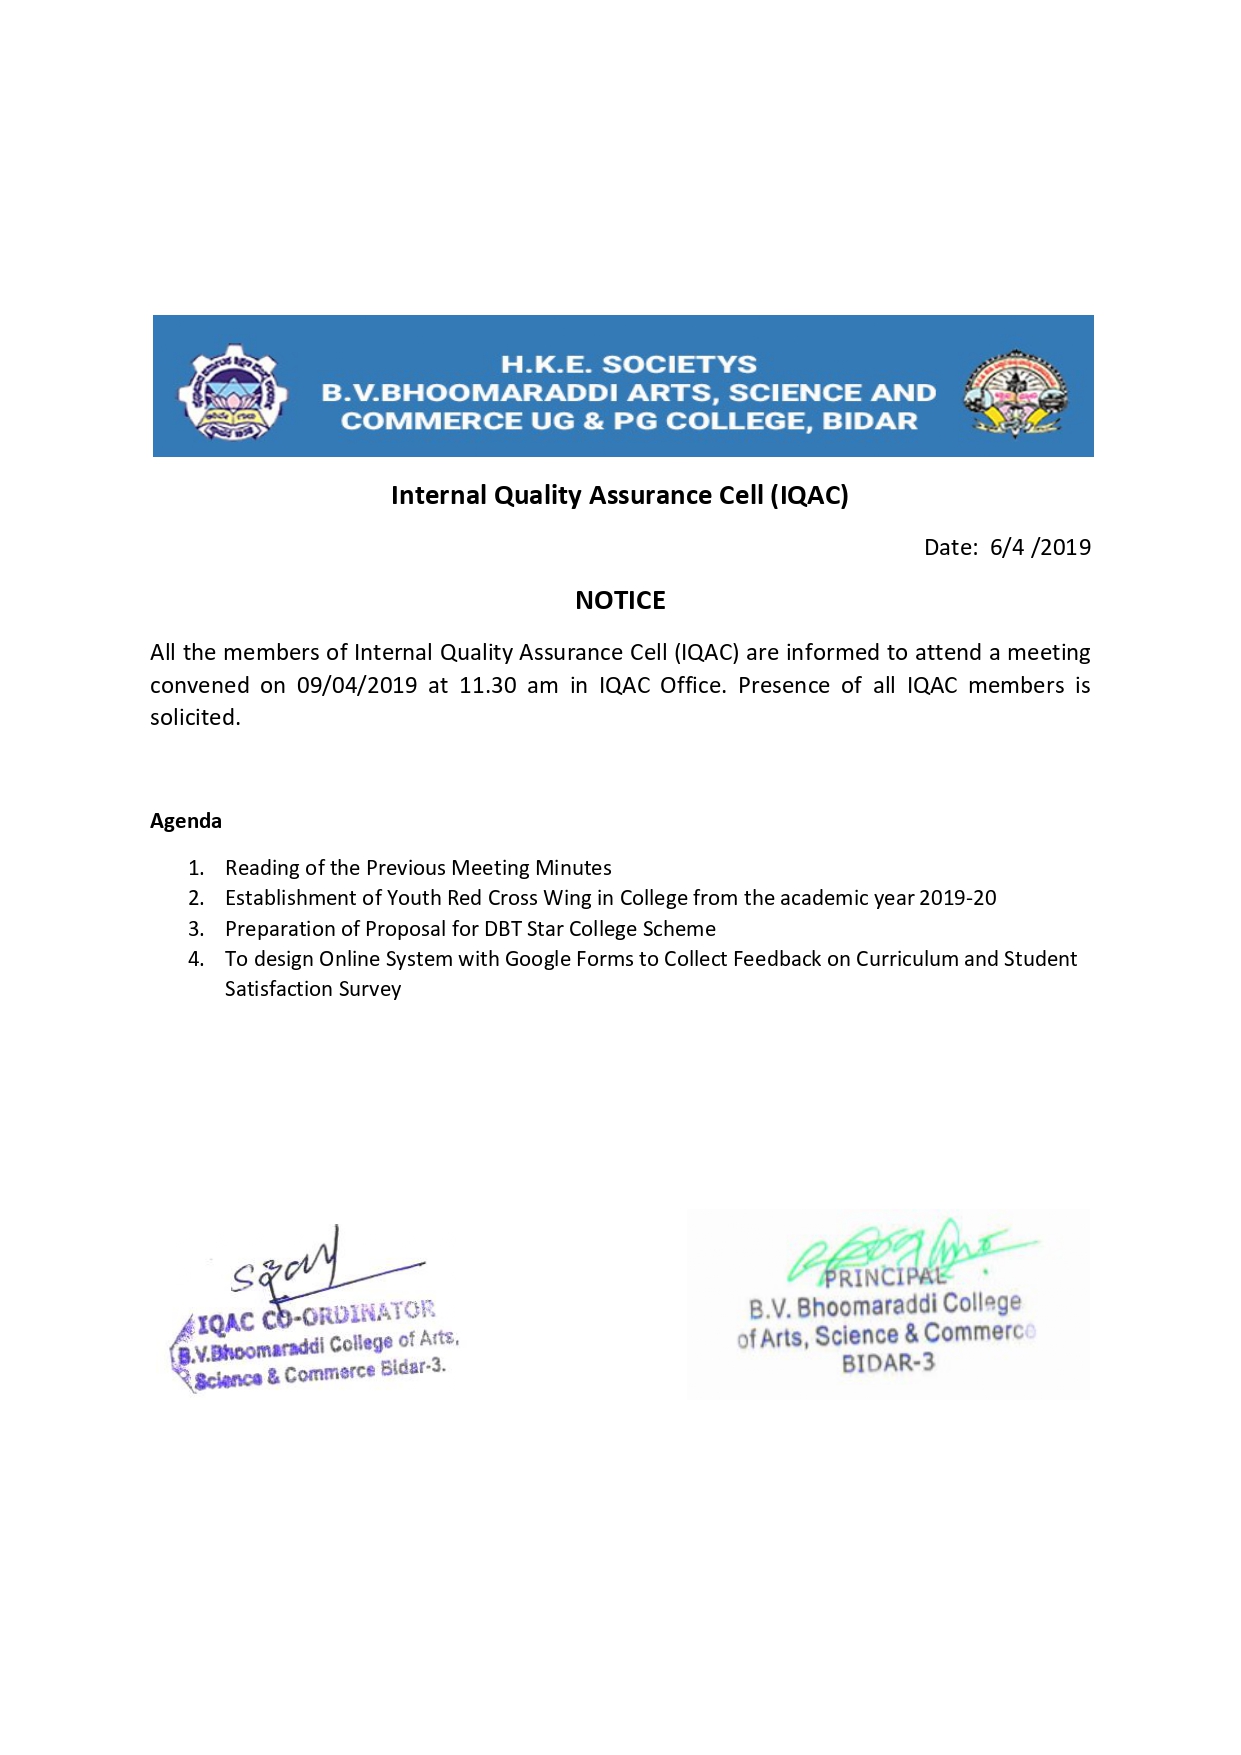 H.K.E. SOCIETYS
B.V.BHOOMARADDI ARTS, SCIENCE AND
COMMERCE UG & PG COLLEGE, BIDAR
Internal Quality Assurance Cell (IQAC)
Date:  6/4 /2019
NOTICE
All the members of Internal Quality Assurance Cell (IQAC) are informed to attend a meeting
convened on 09/04/2019 at 11.30 am in IQAC Office. Presence of all IQAC members is
solicited.
Agenda
1. Reading of the Previous Meeting Minutes
2. Establishment of Youth Red Cross Wing in College from the academic year 2019-20
3. Preparation of Proposal for DBT Star College Scheme
4. To design Online System with Google Forms to Collect Feedback on Curriculum and Student
Satisfaction Survey
IQAC CO-ORDINATOR
B.V.Bhoomaraddi College of Arts,
Science & Commerce Bidar-3.
PRINCIPAL
B.V. Bhoomaraddi College
of Arts, Science & Commerce
BIDAR-3